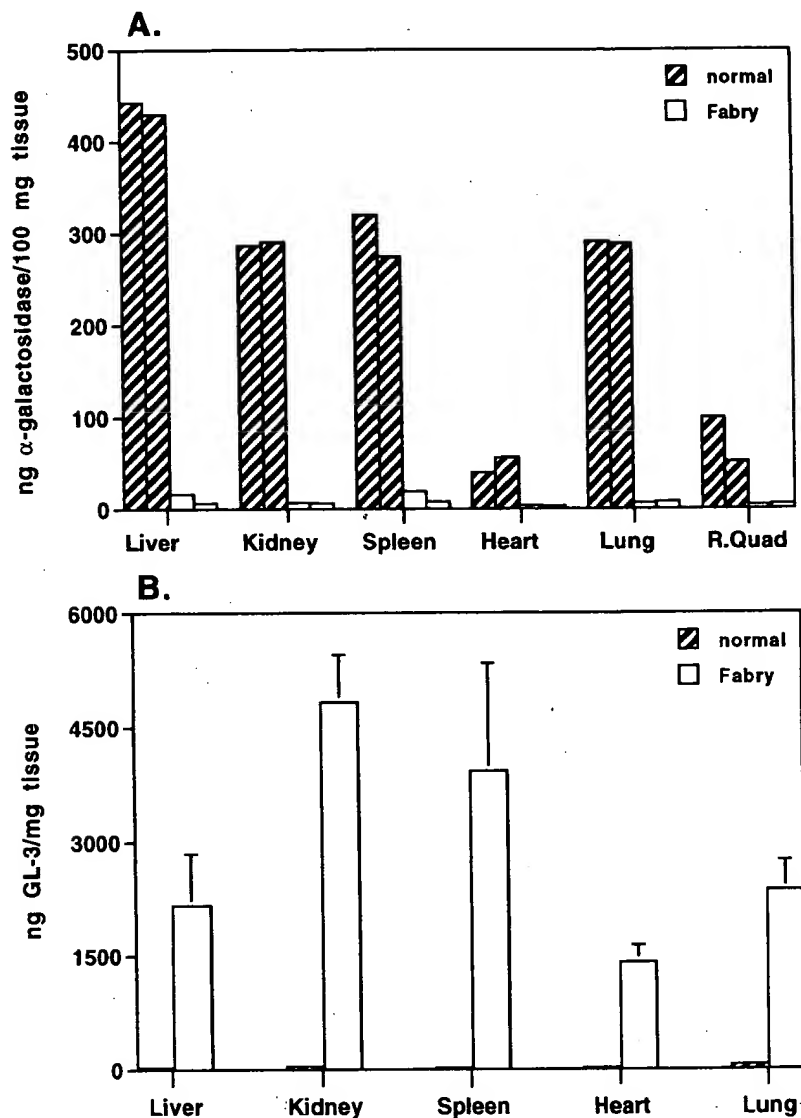 A.
500
400
300
200
100
0
ng α-galactosidase/100 mg tissue
normal
Fabry
Liver Kidney Spleen Heart Lung R.Quad
B.
6000
4500
3000
1500
0
ng GL-3/mg tissue
normal
Fabry
Liver Kidney Spleen Heart Lung